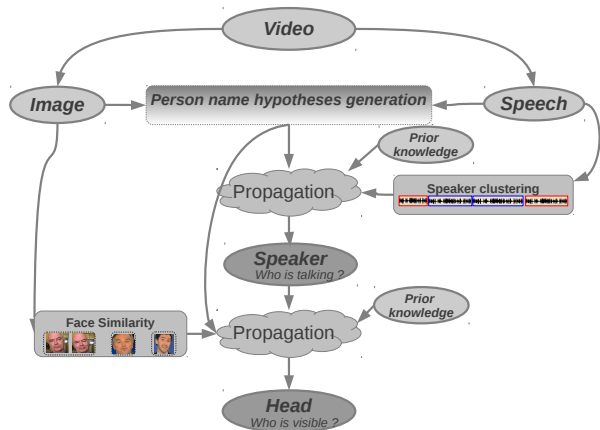 Video
Image
Person name hypotheses generation
Speech
Prior
knowledge
Propagation
Speaker clustering
Speaker
Who is talking ?
Prior
knowledge
Face Similarity
Propagation
Head
Who is visible ?